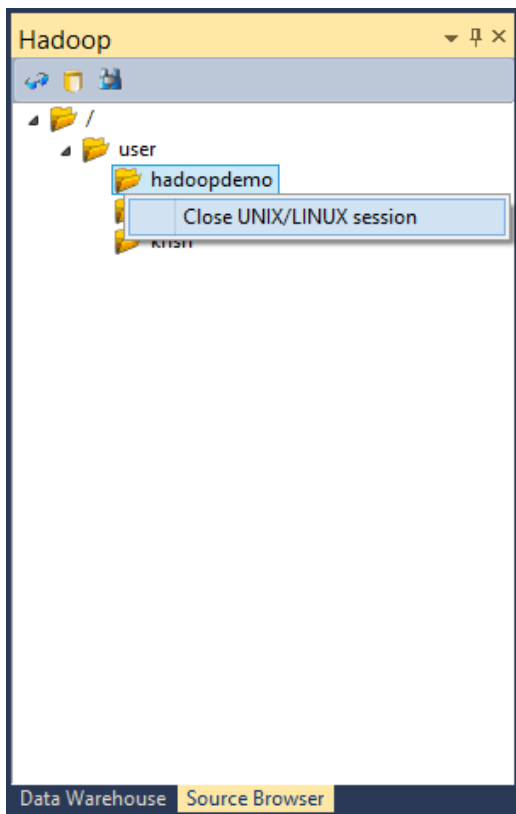 Hadoop
/
user
hadoopdemo
Close UNIX/LINUX session
Data Warehouse Source Browser